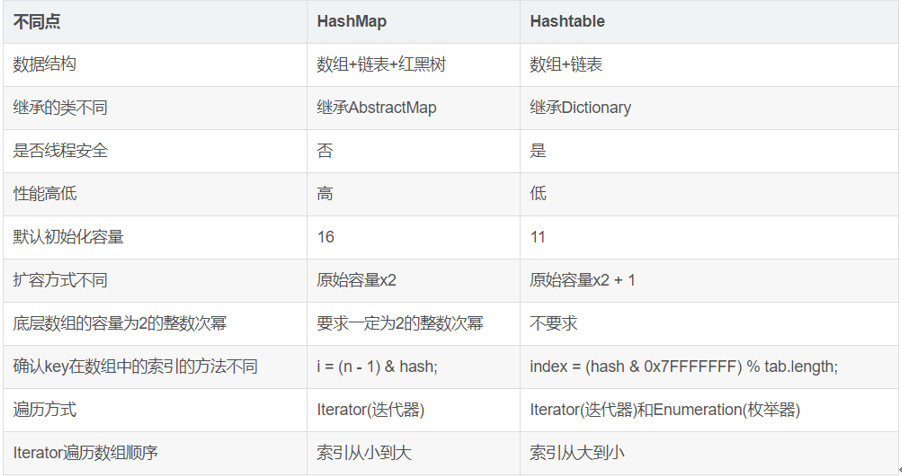 不同点 HashMap Hashtable
数据结构 数组+链表+红黑树 数组+链表
继承的类不同 继承AbstractMap 继承Dictionary
是否线程安全 否 是
性能高低 高 低
默认初始化容量 16 11
扩容方式不同 原始容量x2 原始容量x2 + 1
底层数组的容量为2的整数次幂 要求一定为2的整数次幂 不要求
确认key在数组中的索引的方法不同 i = (n - 1) & hash; index = (hash & 0x7FFFFFFF) % tab.length;
遍历方式 Iterator(迭代器) Iterator(迭代器)和Enumeration(枚举器)
Iterator遍历数组顺序 索引从小到大 索引从大到小